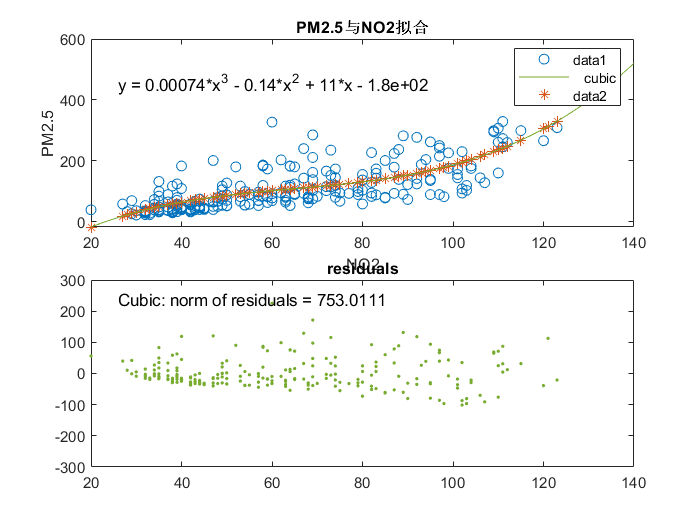 PM2.5与NO2拟合
600
400
200
0
PM2.5
y = 0.00074*x^3 - 0.14*x^2 + 11*x - 1.8e+02
data1
cubic
data2
20 40 60 80 100 120 140
NO2
residuals
300
200
100
0
-100
-200
-300
Cubic: norm of residuals = 753.0111
20 40 60 80 100 120 140